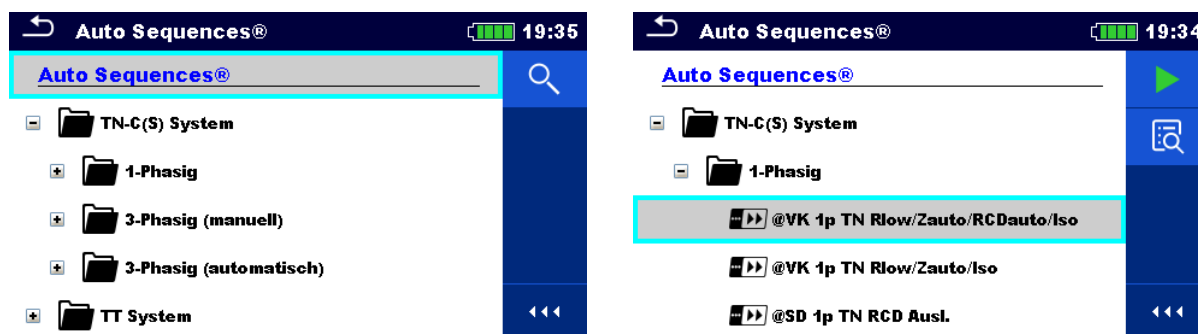 Auto Sequences®
19:35
Auto Sequences®
TN-C(S) System
1-Phasig
3-Phasig (manuell)
3-Phasig (automatisch)
TT System
Auto Sequences®
19:34
Auto Sequences®
TN-C(S) System
1-Phasig
@VK 1p TN Rlow/Zauto/RCDauto/Iso
@VK 1p TN Rlow/Zauto/Iso
@SD 1p TN RCD Ausl.